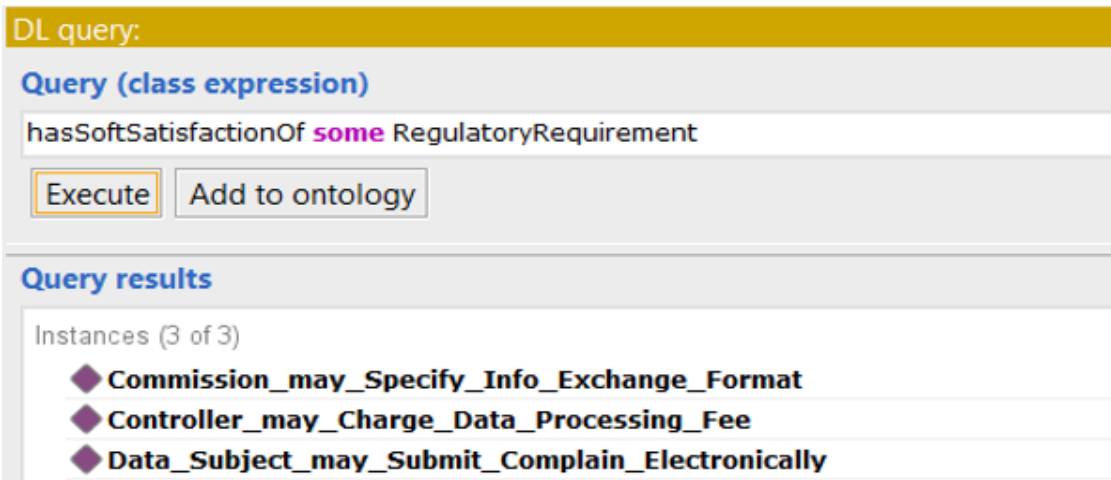 DL query:
Query (class expression)
hasSoftSatisfactionOf some RegulatoryRequirement
Execute Add to ontology
Query results
Instances (3 of 3)
Commission_may_Specify_Info_Exchange_Format
Controller_may_Charge_Data_Processing_Fee
Data_Subject_may_Submit_Complain_Electronically